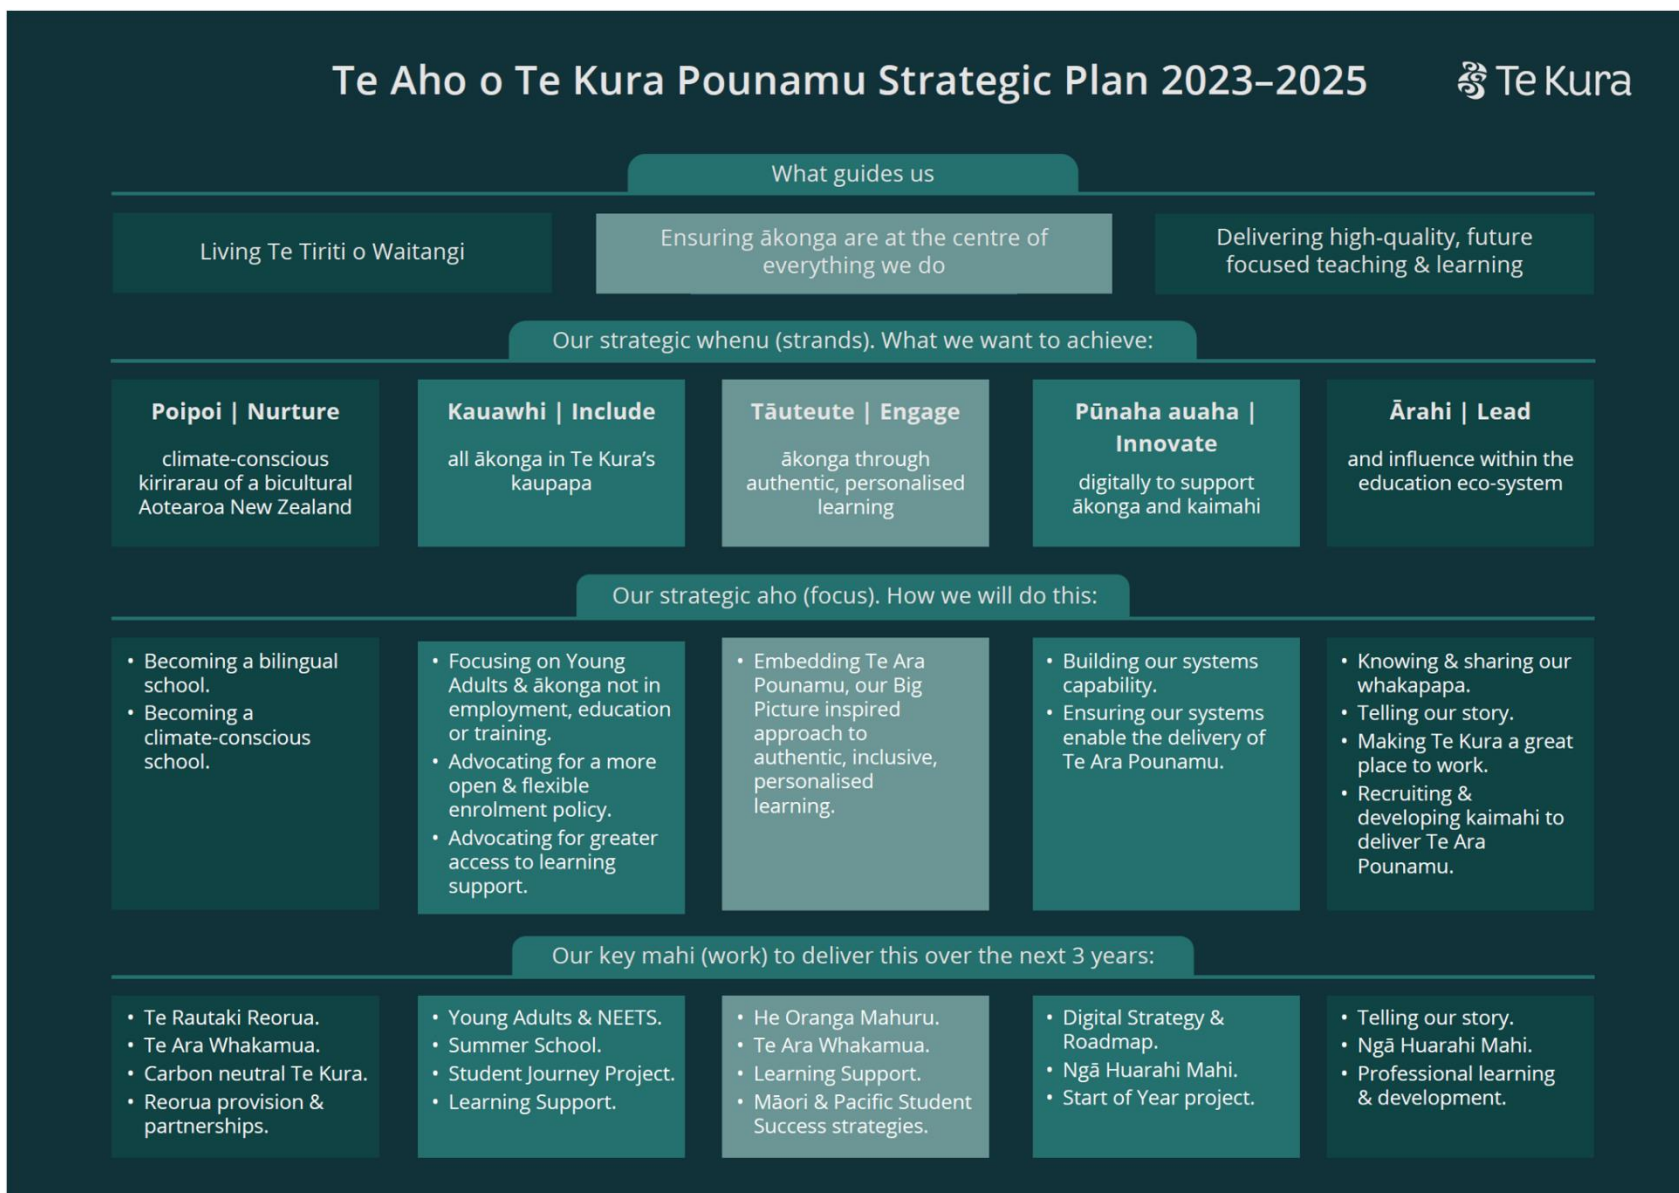 Te Aho o Te Kura Pounamu Strategic Plan 2023–2025
Te Kura
What guides us
Living Te Tiriti o Waitangi
Ensuring ākonga are at the centre of
everything we do
Delivering high-quality, future
focused teaching & learning
Our strategic whenu (strands). What we want to achieve:
Poipoi | Nurture
climate-conscious
kirirarau of a bicultural
Aotearoa New Zealand
Kauawhi | Include
all ākonga in Te Kura’s
kaupapa
Tāuteute | Engage
ākonga through
authentic, personalised
learning
Pūnaha auaha |
Innovate
digitally to support
ākonga and kaimahi
Ārahi | Lead
and influence within the
education eco-system
Our strategic aho (focus). How we will do this:
• Becoming a bilingual
school.
• Becoming a
climate-conscious
school.
• Focusing on Young
Adults & ākonga not in
employment, education
or training.
• Advocating for a more
open & flexible
enrolment policy.
• Advocating for greater
access to learning
support.
• Embedding Te Ara
Pounamu, our Big
Picture inspired
approach to
authentic, inclusive,
personalised
learning.
• Building our systems
capability.
• Ensuring our systems
enable the delivery of
Te Ara Pounamu.
• Knowing & sharing our
whakapapa.
• Telling our story.
• Making Te Kura a great
place to work.
• Recruiting &
developing kaimahi to
deliver Te Ara
Pounamu.
Our key mahi (work) to deliver this over the next 3 years:
• Te Rautaki Reorua.
• Te Ara Whakamua.
• Carbon neutral Te Kura.
• Reorua provision &
partnerships.
• Young Adults & NEETS.
• Summer School.
• Student Journey Project.
• Learning Support.
• He Oranga Mahuru.
• Te Ara Whakamua.
• Learning Support.
• Māori & Pacific Student
Success strategies.
• Digital Strategy &
Roadmap.
• Ngā Huarahi Mahi.
• Start of Year project.
• Telling our story.
• Ngā Huarahi Mahi.
• Professional learning
& development.